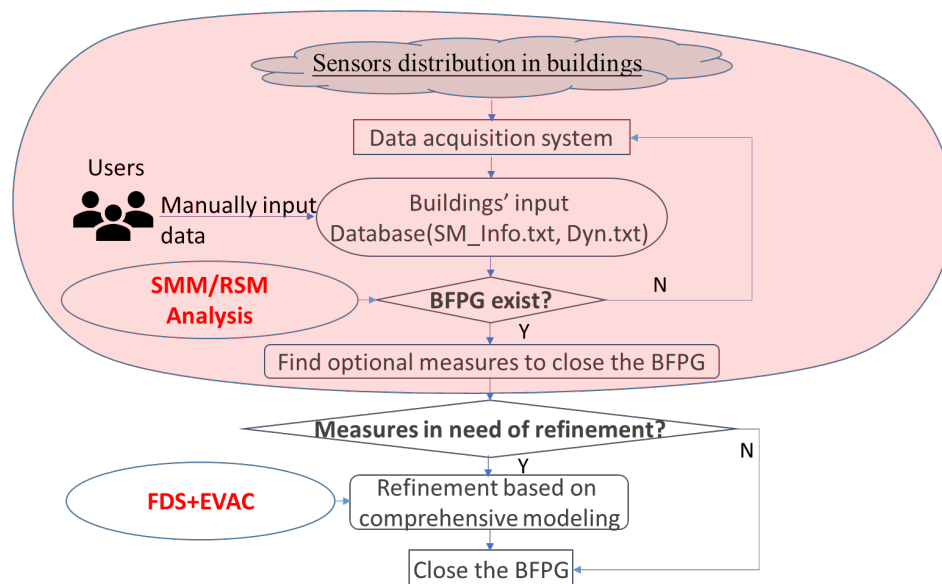 Sensors distribution in buildings
Data acquisition system
Users
Manually input
data
Buildings' input
Database(SM_Info.txt, Dyn.txt)
SMM/RSM
Analysis
BFPG exist?
N
Y
Find optional measures to close the BFPG
Measures in need of refinement?
N
Y
FDS+EVAC
Refinement based on
comprehensive modeling
Close the BFPG